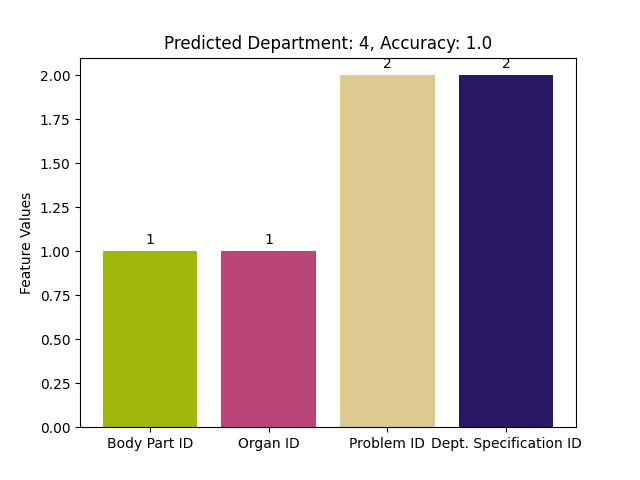 Predicted Department: 4, Accuracy: 1.0
2.00
1.75
1.50
1.25
1.00
0.75
0.50
0.25
0.00
Feature Values
1
1
2
2
Body Part ID
Organ ID
Problem ID
Dept. Specification ID